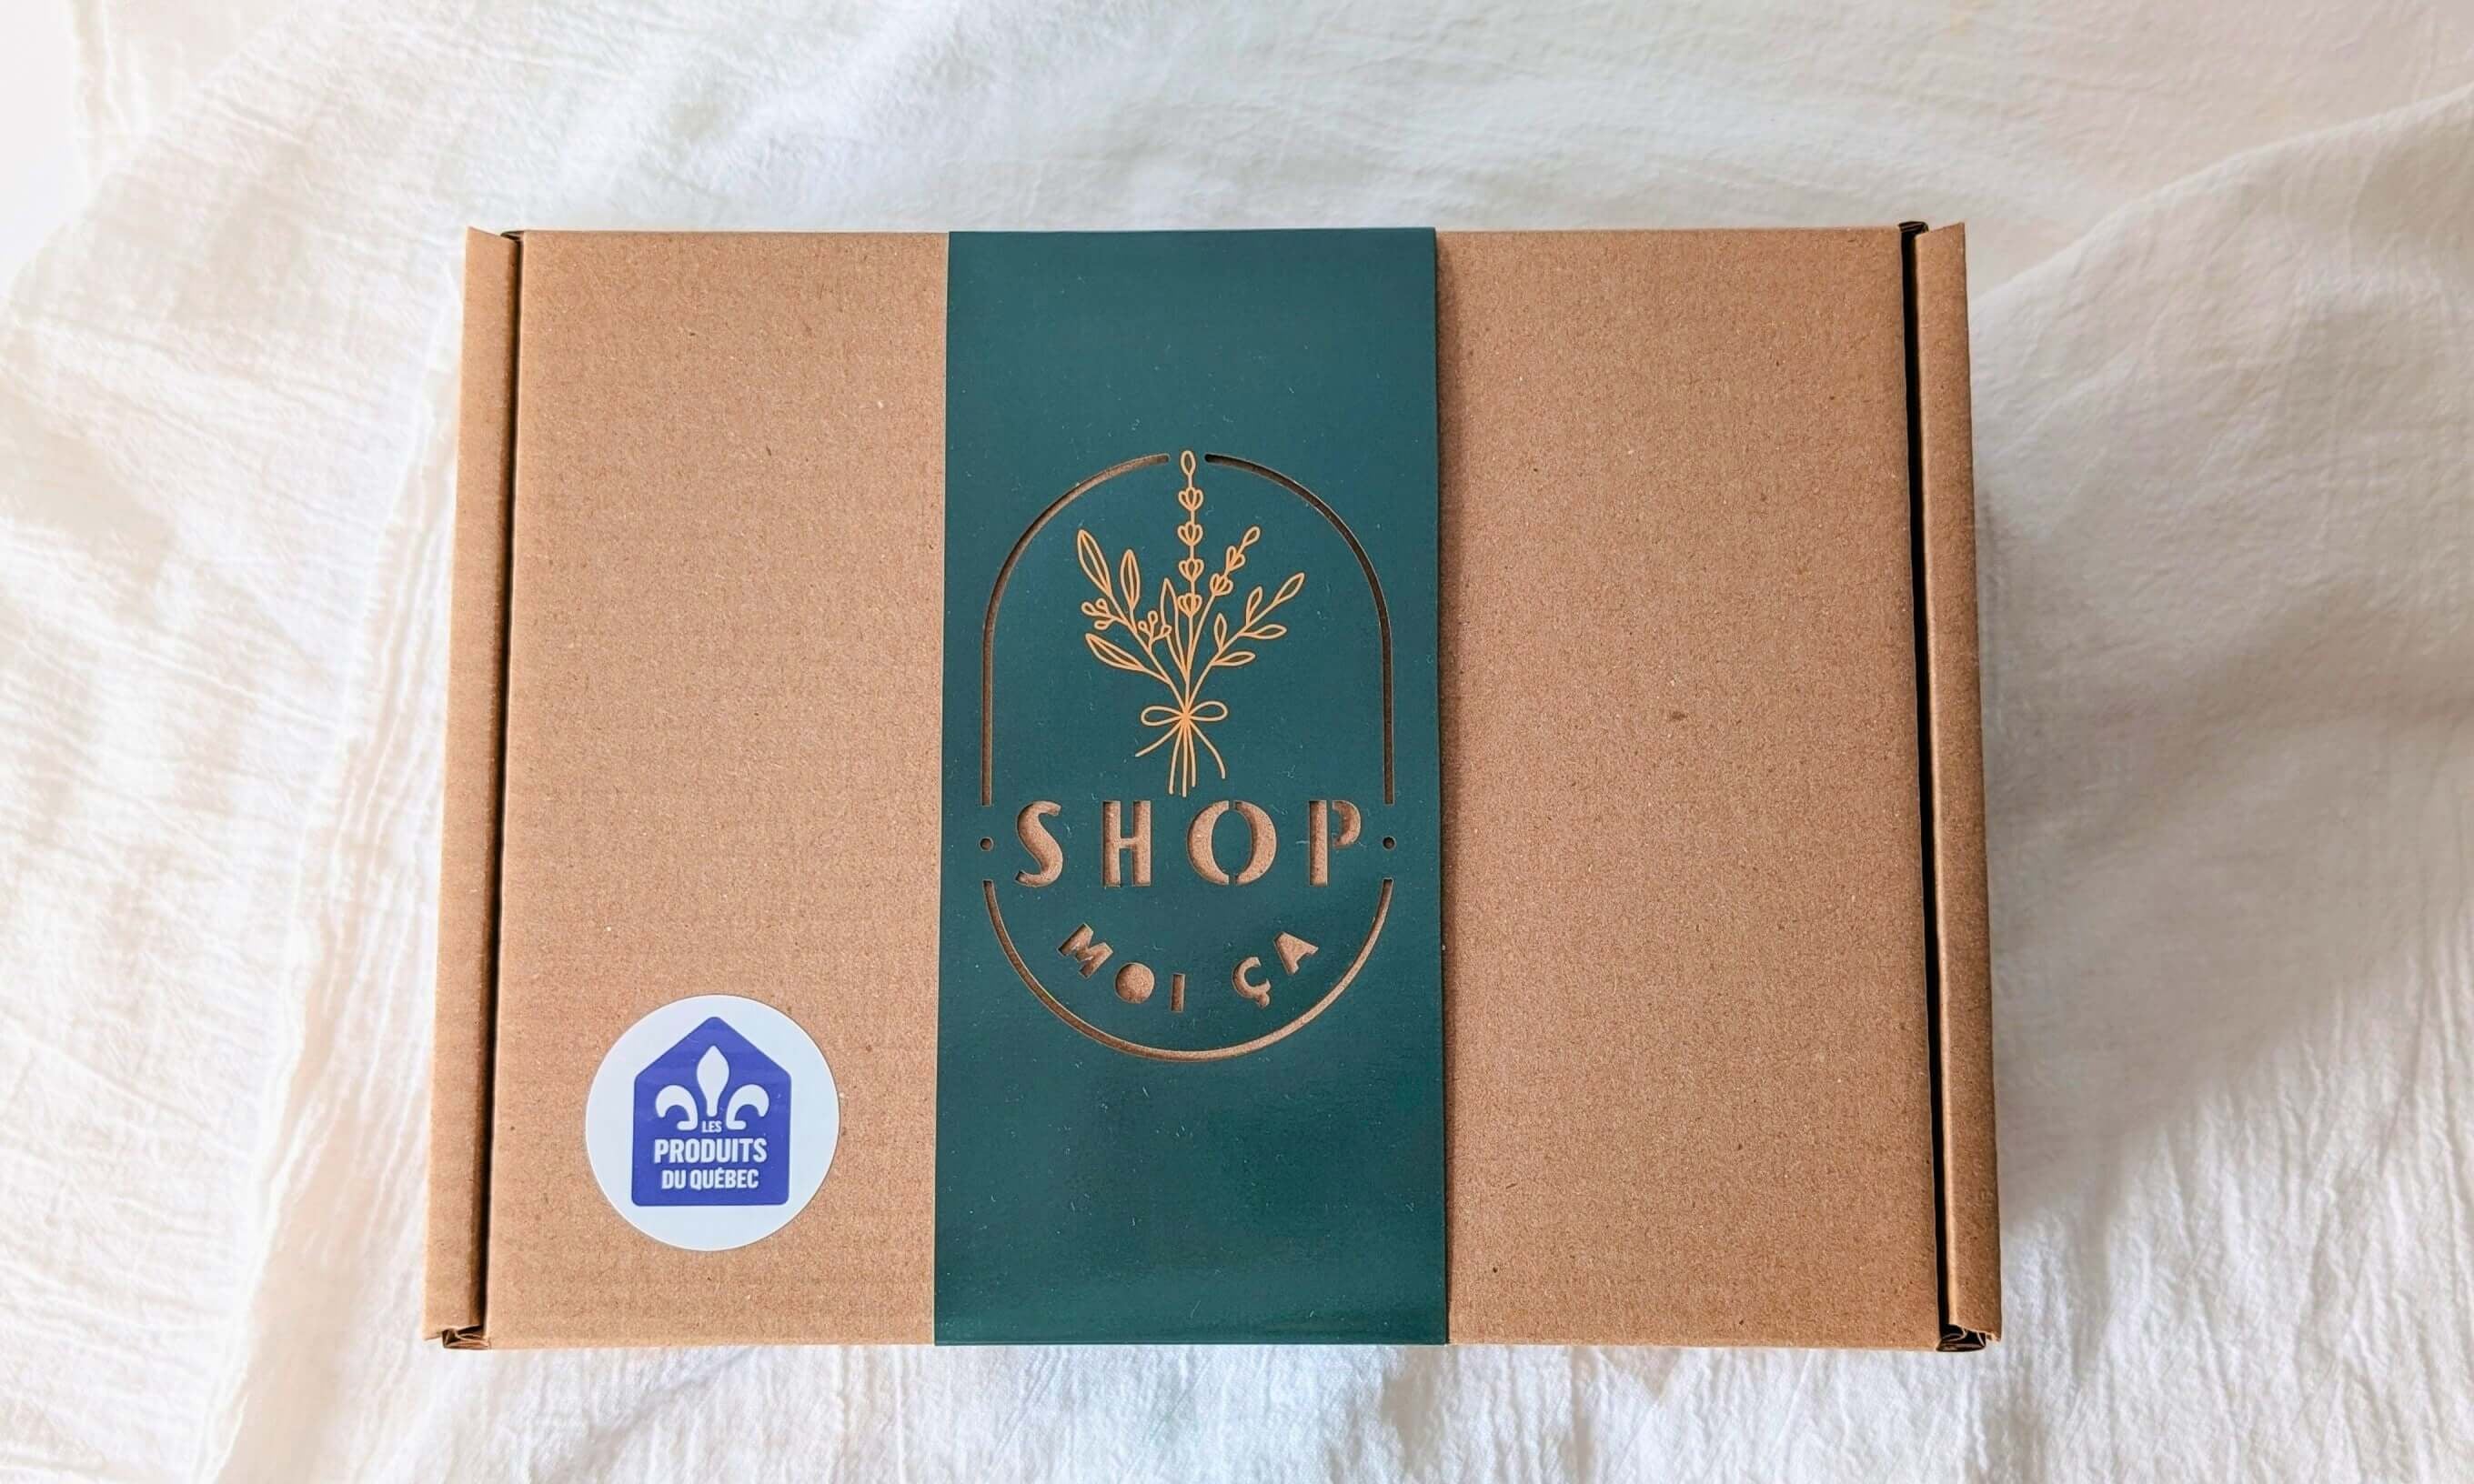 SHOP
MOI ÇA
LES
PRODUITS
DU QUÉBEC